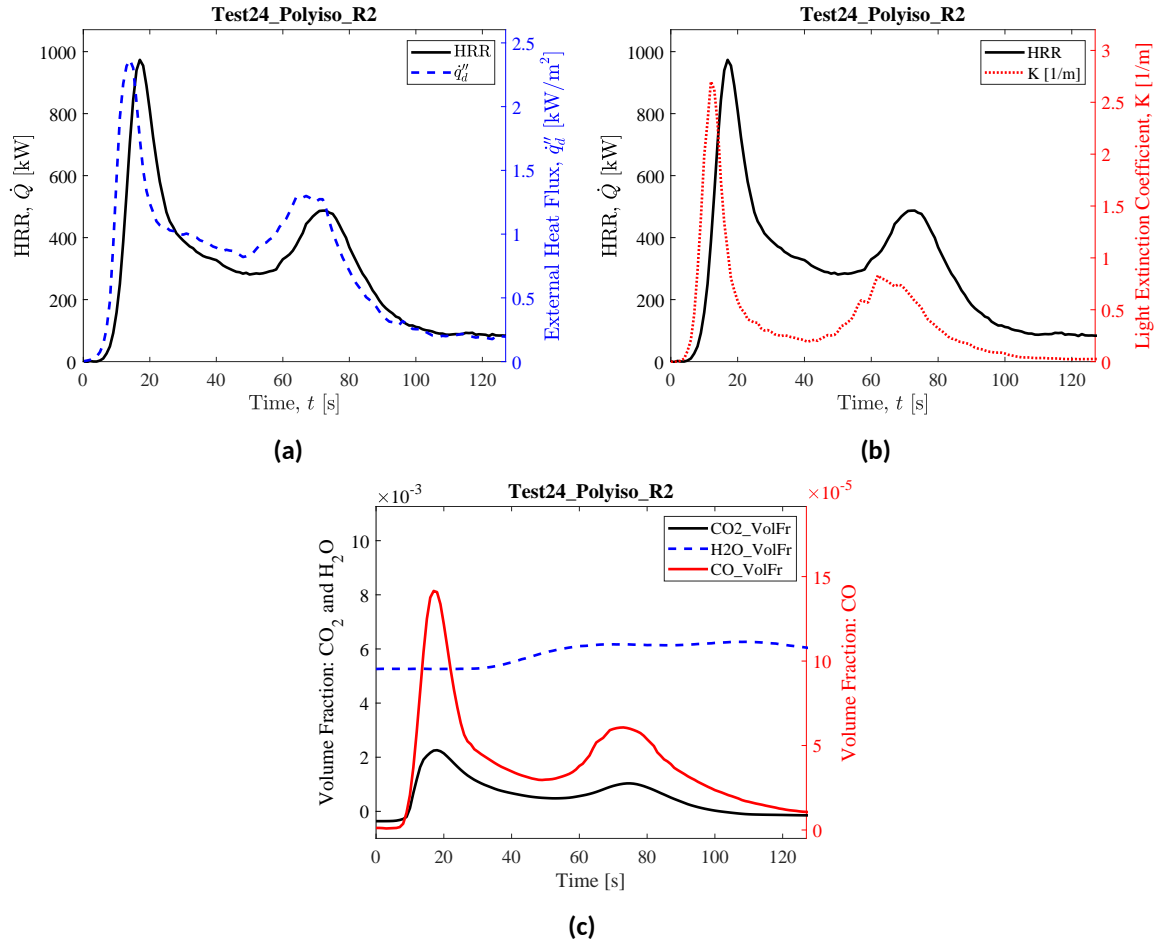 Test24_Polyiso_R2
HRR
q̇″_d
HRR, Q̇ [kW]
1000
800
600
400
200
0
External Heat Flux, q̇″_d [kW/m²]
2.5
2
1.5
1
0.5
0
0 20 40 60 80 100 120
Time, t [s]
(a)
Test24_Polyiso_R2
HRR
K [1/m]
HRR, Q̇ [kW]
1000
800
600
400
200
0
Light Extinction Coefficient, K [1/m]
3
2.5
2
1.5
1
0.5
0
0 20 40 60 80 100 120
Time, t [s]
(b)
Test24_Polyiso_R2
×10⁻³
×10⁻⁵
CO2_VolFr
H2O_VolFr
CO_VolFr
Volume Fraction: CO₂ and H₂O
10
8
6
4
2
0
Volume Fraction: CO
15
10
5
0
0 20 40 60 80 100 120
Time [s]
(c)